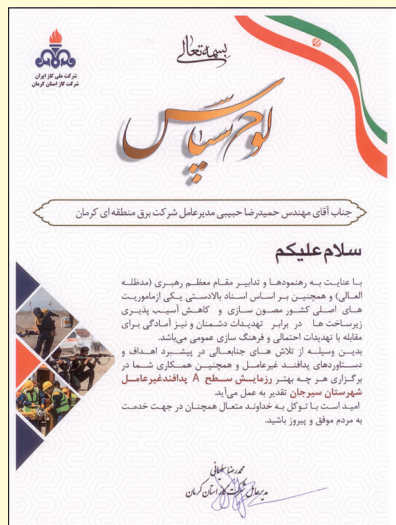 بسمه تعالی
شرکت ملی گاز ایران
شرکت گاز استان کرمان
لوح سپاس
جناب آقای مهندس حمیدرضا حبیبی مدیرعامل شرکت برق منطقه ای کرمان
سلام علیکم
با عنایت به رهنمودها و تدابیر مقام معظم رهبری (مدظله
العالی) و همچنین بر اساس اسناد بالادستی یکی ازماموریت
های اصلی کشور مصون سازی و کاهش آسیب پذیری
زیرساخت ها در برابر تهدیدات دشمنان و نیز آمادگی برای
مقابله با تهدیدات احتمالی و فرهنگ سازی عمومی می‌باشد.
بدین وسیله از تلاش های جنابعالی در پیشبرد اهداف و
دستاوردهای پدافند غیرعامل و همچنین همکاری شما در
برگزاری هر چه بهتر رزمایش سطح A پدافندغیرعامل
شهرستان سیرجان تقدیر به عمل می‌آید.
امید است با توکل به خداوند متعال همچنان در جهت خدمت
به مردم موفق و پیروز باشید.
محمدرضا سلیمانی
مدیرعامل شرکت گاز استان کرمان